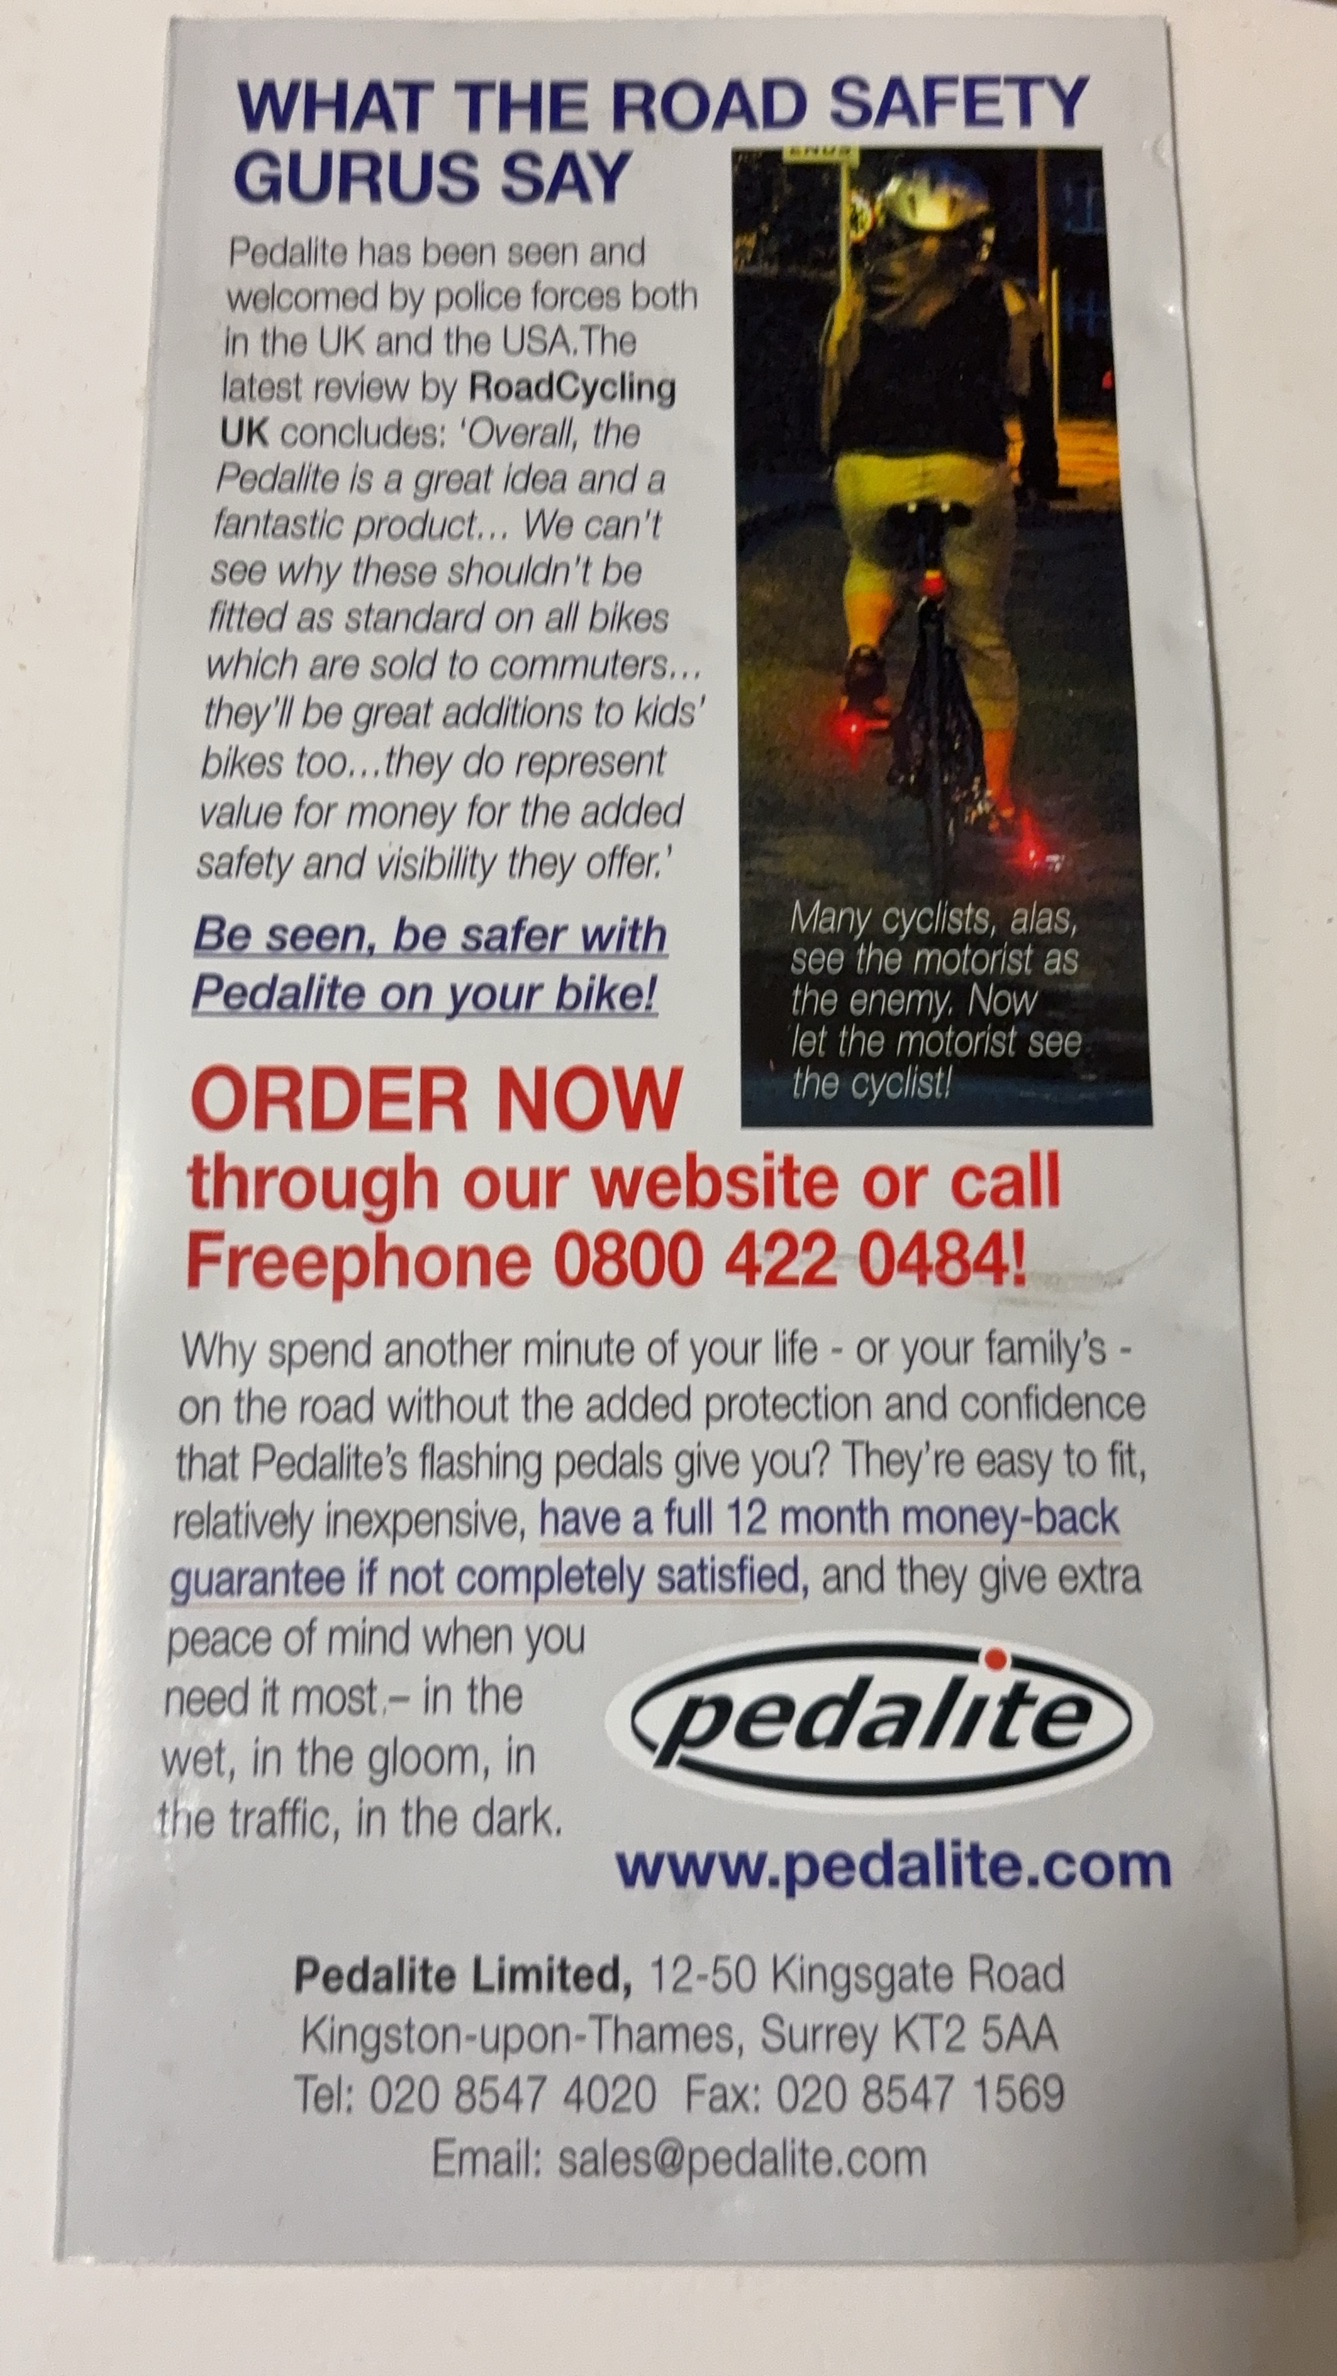 WHAT THE ROAD SAFETY
GURUS SAY
Pedalite has been seen and
welcomed by police forces both
in the UK and the USA.The
latest review by RoadCycling
UK concludes: 'Overall, the
Pedalite is a great idea and a
fantastic product... We can't
see why these shouldn't be
fitted as standard on all bikes
which are sold to commuters...
they'll be great additions to kids'
bikes too...they do represent
value for money for the added
safety and visibility they offer.'
Be seen, be safer with
Pedalite on your bike!
ENDS
Many cyclists, alas,
see the motorist as
the enemy. Now
let the motorist see
the cyclist!
ORDER NOW
through our website or call
Freephone 0800 422 0484!
Why spend another minute of your life - or your family's -
on the road without the added protection and confidence
that Pedalite's flashing pedals give you? They're easy to fit,
relatively inexpensive, have a full 12 month money-back
guarantee if not completely satisfied, and they give extra
peace of mind when you
need it most.– in the
wet, in the gloom, in
the traffic, in the dark.
pedalite
www.pedalite.com
Pedalite Limited, 12-50 Kingsgate Road
Kingston-upon-Thames, Surrey KT2 5AA
Tel: 020 8547 4020 Fax: 020 8547 1569
Email: sales@pedalite.com